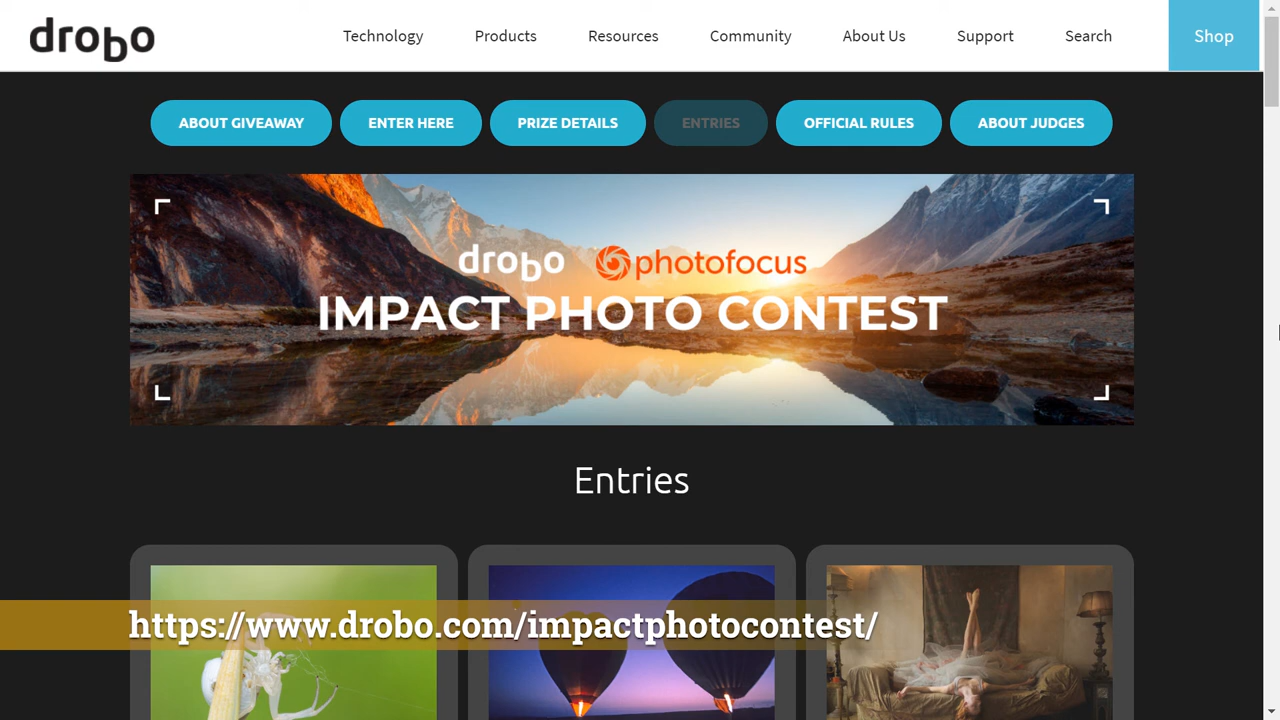 drobo
Technology
Products
Resources
Community
About Us
Support
Search
Shop
ABOUT GIVEAWAY
ENTER HERE
PRIZE DETAILS
ENTRIES
OFFICIAL RULES
ABOUT JUDGES
drobo photofocus
IMPACT PHOTO CONTEST
Entries
https://www.drobo.com/impactphotocontest/